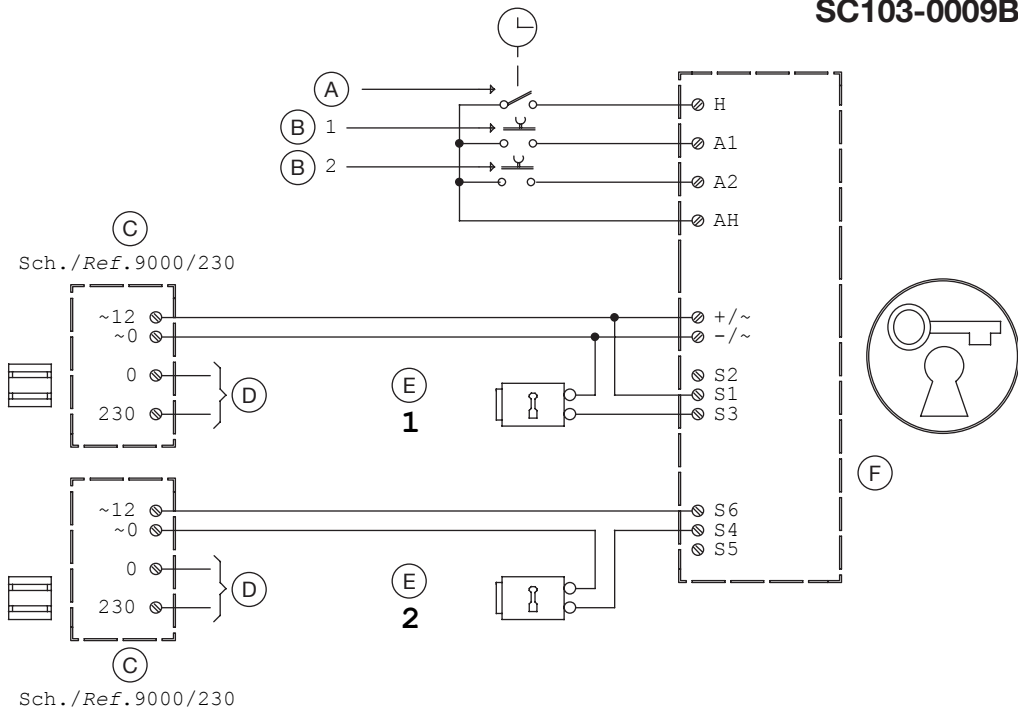 SC103-0009B
A
H
B 1
A1
B 2
A2
AH
C
Sch./Ref.9000/230
~12
+/~
~0
-/~
0
S2
D
E
S1
230
1
S3
F
~12
S6
~0
S4
S5
0
D
E
230
2
C
Sch./Ref.9000/230